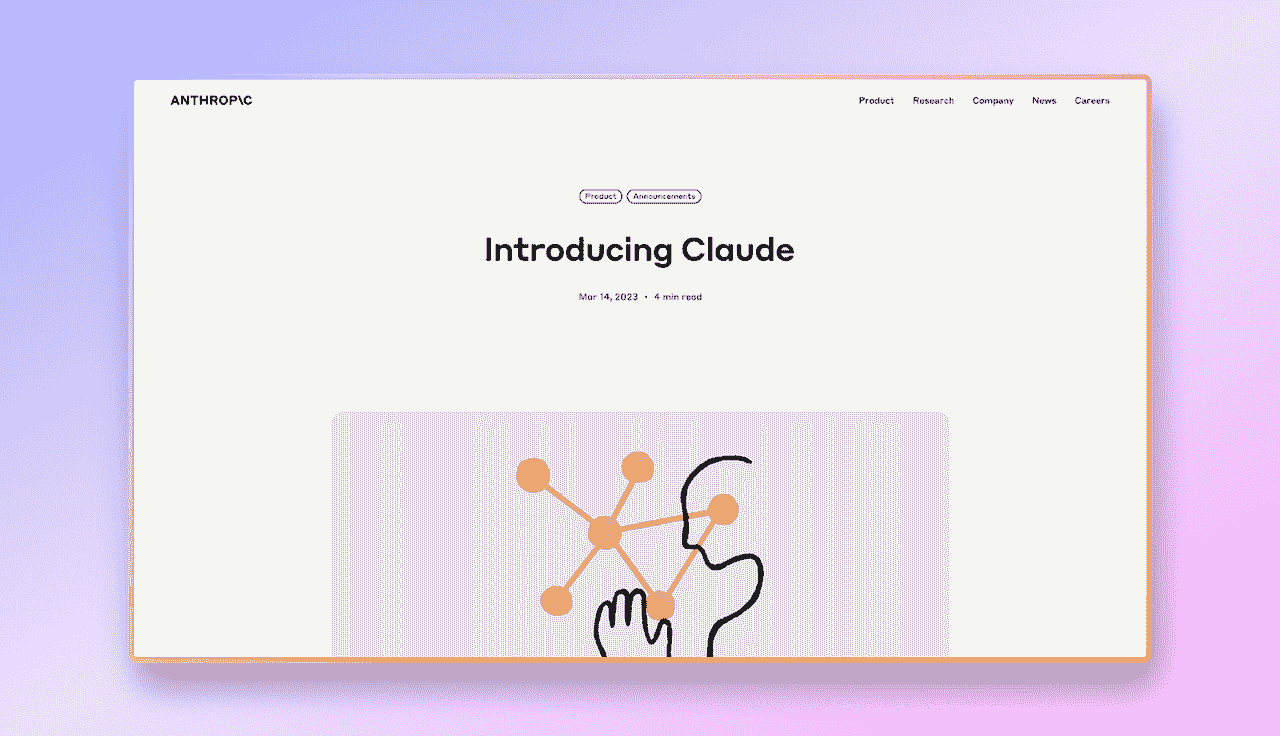 ANTHROP\C
Product Research Company News Careers
Product Announcements
Introducing Claude
Mar 14, 2023 • 4 min read